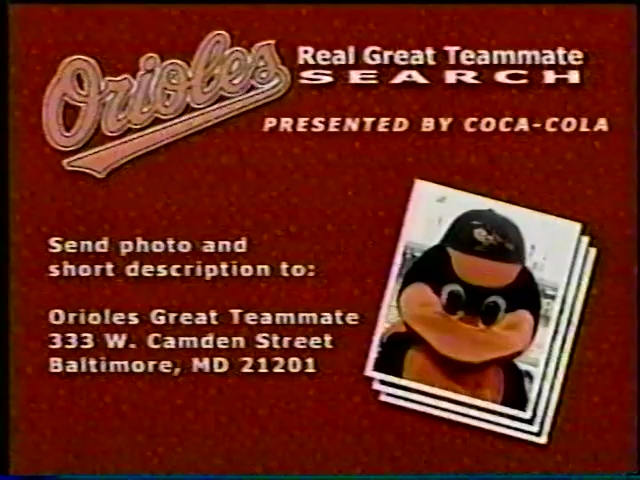 Orioles
Real Great Teammate
SEARCH
PRESENTED BY COCA-COLA
Send photo and
short description to:
Orioles Great Teammate
333 W. Camden Street
Baltimore, MD 21201